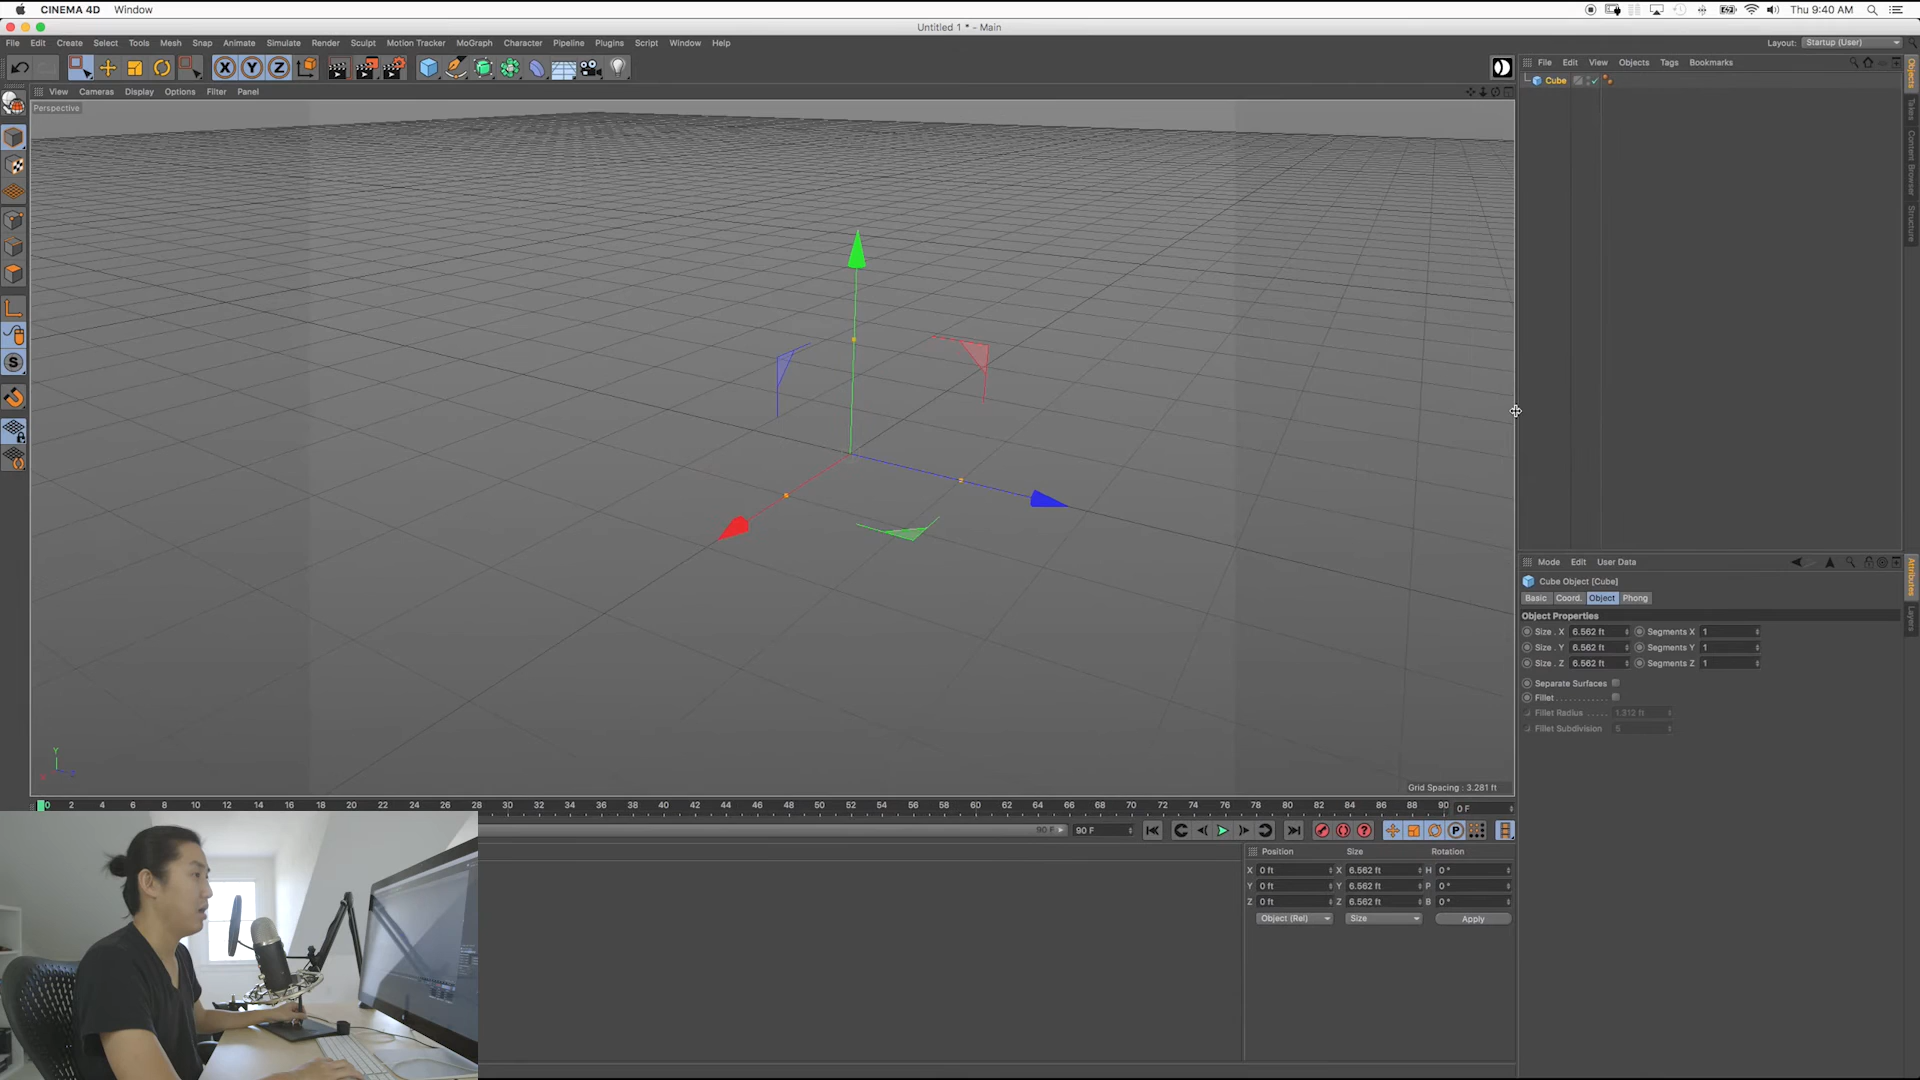 CINEMA 4D Window Thu 9:40 AM
Untitled 1 * - Main
File Edit Create Select Tools Mesh Snap Animate Simulate Render Sculpt Motion Tracker MoGraph Character Pipeline Plugins Script Window Help Layout: Startup (User)
X Y Z
File Edit View Objects Tags Bookmarks
Cube
View Cameras Display Options Filter Panel
Perspective
Objects
Takes
Content Browser
Structure
S
Mode Edit User Data
Cube Object [Cube]
Basic Coord. Object Phong
Object Properties
Size . X 6.562 ft Segments X 1
Size . Y 6.562 ft Segments Y 1
Size . Z 6.562 ft Segments Z 1
Separate Surfaces
Fillet
Fillet Radius 1.312 ft
Fillet Subdivision 5
Attributes
Layers
Y
Grid Spacing : 3.281 ft
0 2 4 6 8 10 12 14 16 18 20 22 24 26 28 30 32 34 36 38 40 42 44 46 48 50 52 54 56 58 60 62 64 66 68 70 72 74 76 78 80 82 84 86 88 90 0 F
90 F 90 F P
Position Size Rotation
X 0 ft X 6.562 ft H 0 °
Y 0 ft Y 6.562 ft P 0 °
Z 0 ft Z 6.562 ft B 0 °
Object (Rel) Size Apply